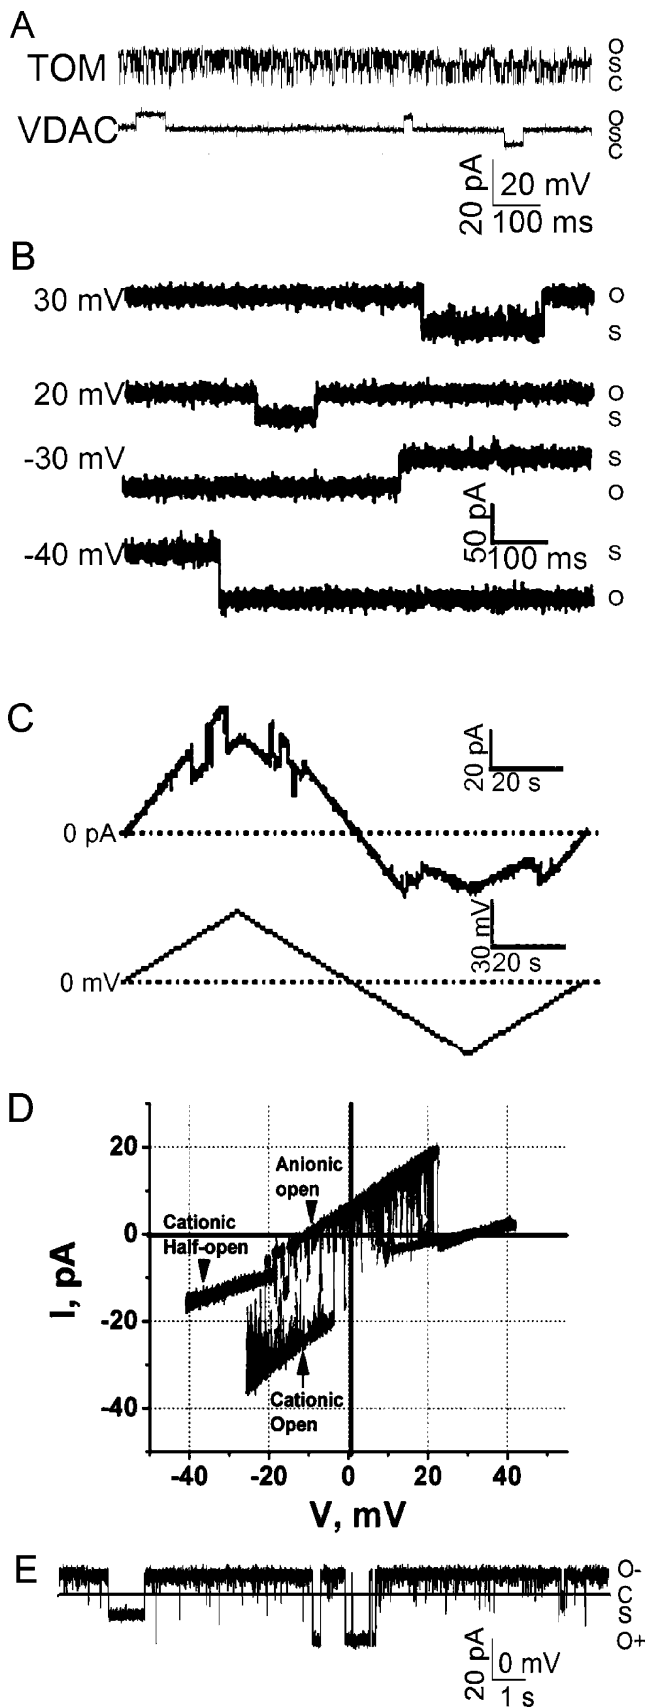 A
TOM
O
S
C
VDAC
O
S
C
20 pA
20 mV
100 ms
B
30 mV
O
S
20 mV
O
S
-30 mV
S
O
50 pA
100 ms
-40 mV
S
O
C
20 pA
20 s
0 pA
30 mV
20 s
0 mV
D
20
0
-20
-40
I, pA
Anionic
open
Cationic
Half-open
Cationic
Open
-40 -20 0 20 40
V, mV
E
O-
C
S
O+
20 pA
0 mV
1 s